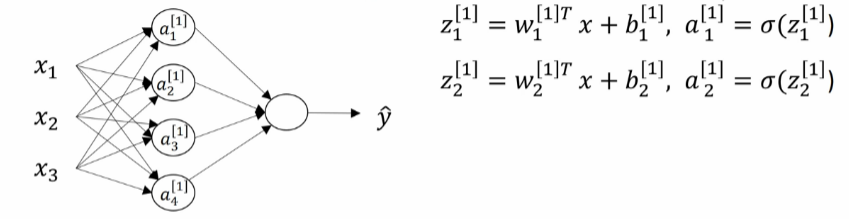 a₁^[1]
a₂^[1]
a₃^[1]
a₄^[1]
x₁
x₂
x₃
ŷ
z₁^[1] = w₁^[1]T x + b₁^[1], a₁^[1] = σ(z₁^[1])
z₂^[1] = w₂^[1]T x + b₂^[1], a₂^[1] = σ(z₂^[1])